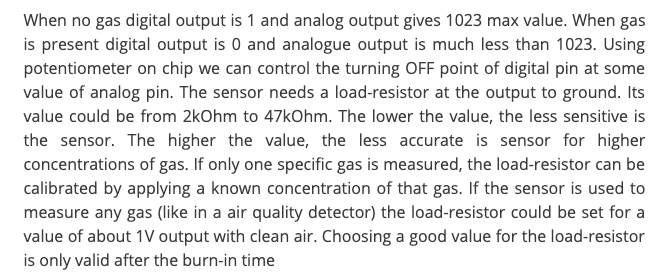 When no gas digital output is 1 and analog output gives 1023 max value. When gas
is present digital output is 0 and analogue output is much less than 1023. Using
potentiometer on chip we can control the turning OFF point of digital pin at some
value of analog pin. The sensor needs a load-resistor at the output to ground. Its
value could be from 2kOhm to 47kOhm. The lower the value, the less sensitive is
the sensor. The higher the value, the less accurate is sensor for higher
concentrations of gas. If only one specific gas is measured, the load-resistor can be
calibrated by applying a known concentration of that gas. If the sensor is used to
measure any gas (like in a air quality detector) the load-resistor could be set for a
value of about 1V output with clean air. Choosing a good value for the load-resistor
is only valid after the burn-in time